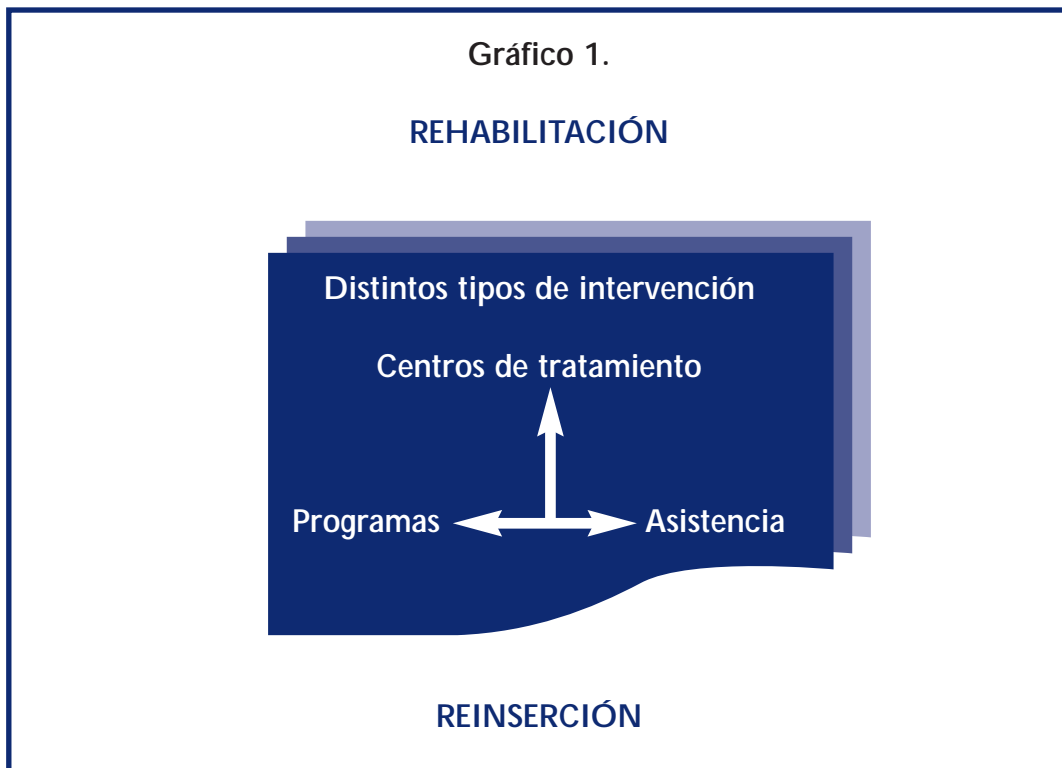 Gráfico 1.
REHABILITACIÓN
Distintos tipos de intervención
Centros de tratamiento
Programas
Asistencia
REINSERCIÓN